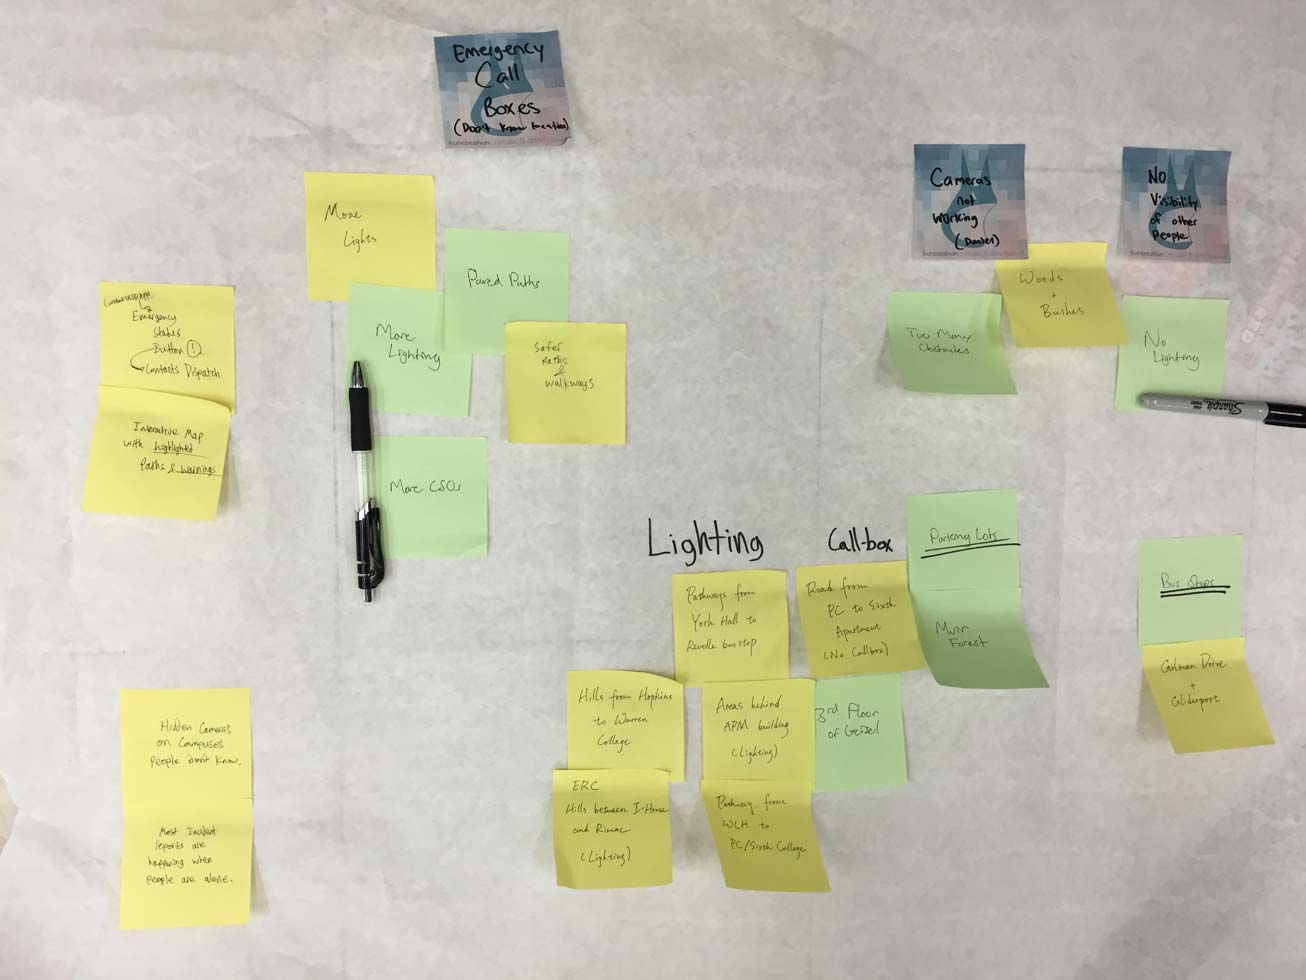 Emergency
Call
Boxes
(Don't know location)
kuncocshun
More
Lights
Paved Paths
More
Lighting
Safer
Paths
&
walkways
More CSOs
Emergency
Status
Button (!)
Contacts Dispatch
Interactive Map
with highlighted
Paths & warnings
Cameras
not
Working
kuncocshun
No
Visibility
of other
People
kuncocshun
Woods
+
Bushes
Too Many
Obstacles
No
Lighting
Sharpie
Lighting
Call-box
Parking Lots
Muir
Forest
Bus Stops
Gilman Drive
+
Gliderport
Pathways from
York Hall to
Revelle bus stop
Roads from
PC to Sixth
Apartment
(No Callbox)
Hills from Hopkins
to Warren
College
Areas behind
APM building
(Lighting)
3rd Floor
of Geisel
ERC
Hills between I-House
and Rimac
(Lighting)
Pathway from
WLH to
PC/Sixth College
Hidden Cameras
on Campuses
People don't know.
Most Incident
reports are
happening when
people are alone.